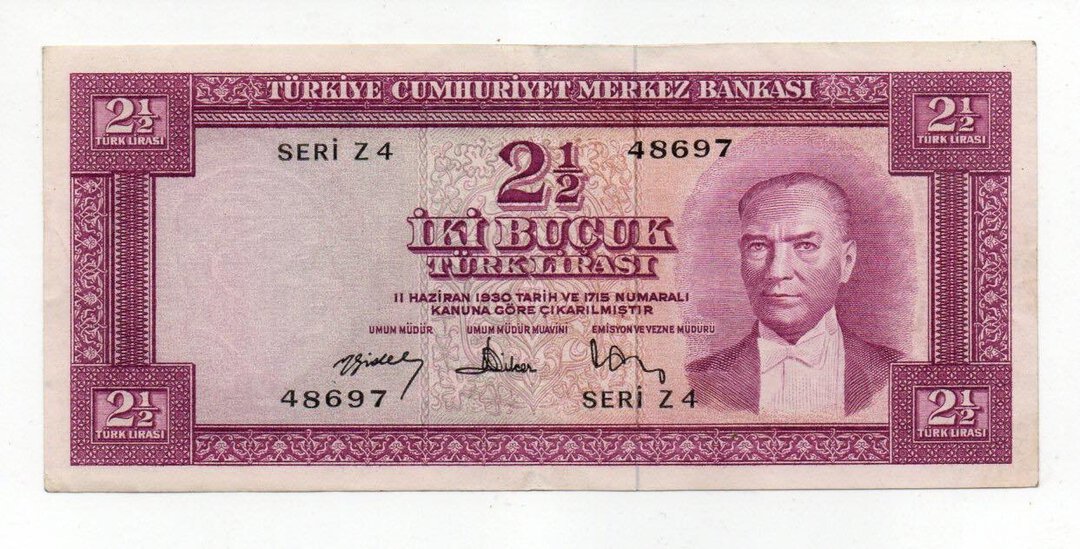 TÜRKİYE CUMHURİYET MERKEZ BANKASI
2½ 2½
TÜRK LİRASI TÜRK LİRASI
SERİ Z 4 2½ 48697
İKİ BUÇUK
TÜRK LİRASI
11 HAZİRAN 1930 TARİH VE 1715 NUMARALI
KANUNA GÖRE ÇIKARILMIŞTIR
UMUM MÜDÜR UMUM MÜDÜR MUAVİNİ EMİSYON VE VEZNE MÜDÜRÜ
48697 SERİ Z 4
2½ 2½
TÜRK LİRASI TÜRK LİRASI